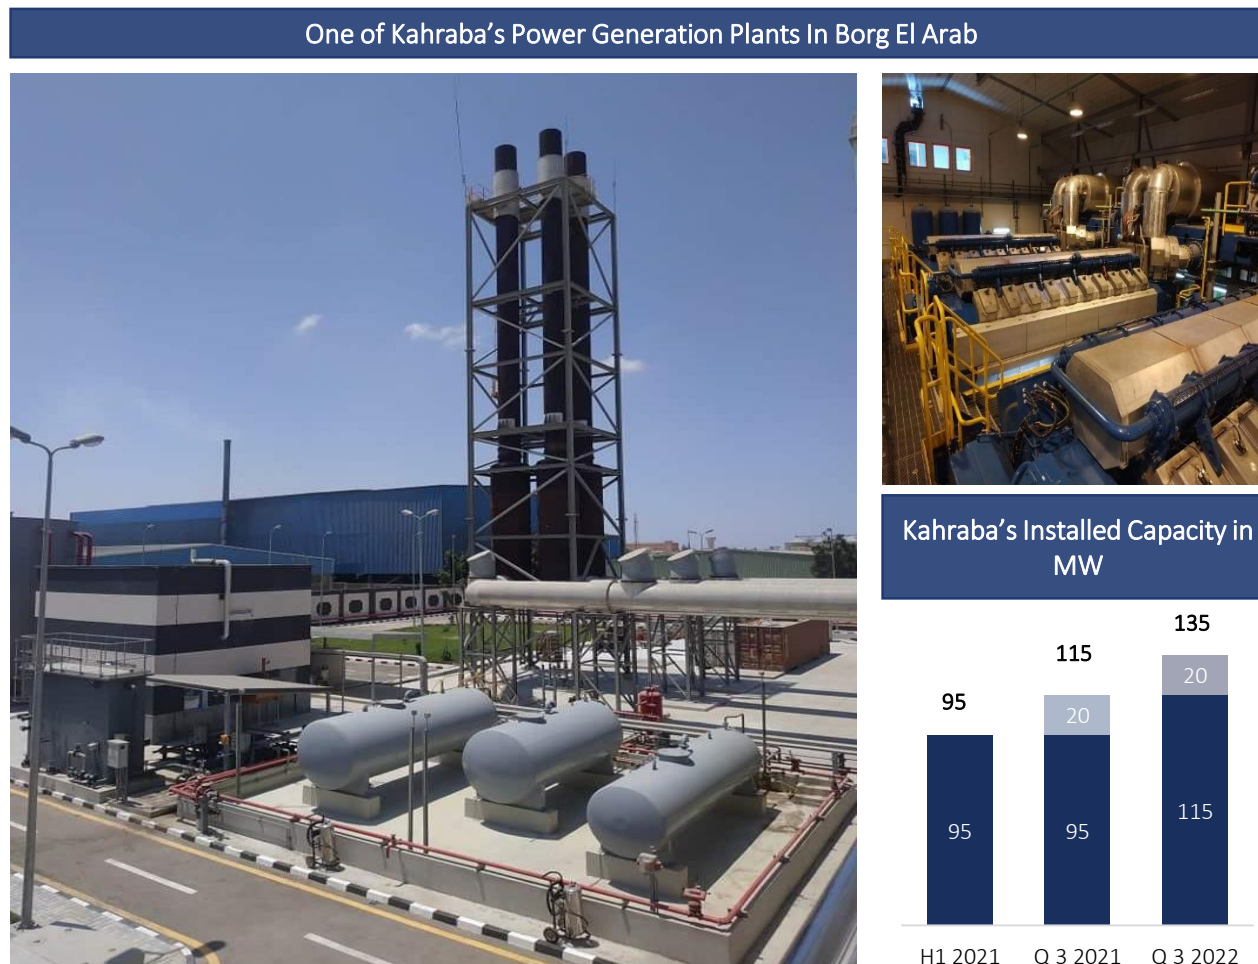 One of Kahraba’s Power Generation Plants In Borg El Arab
Kahraba’s Installed Capacity in
MW
95
115
135
20
20
95
95
115
H1 2021
Q 3 2021
Q 3 2022